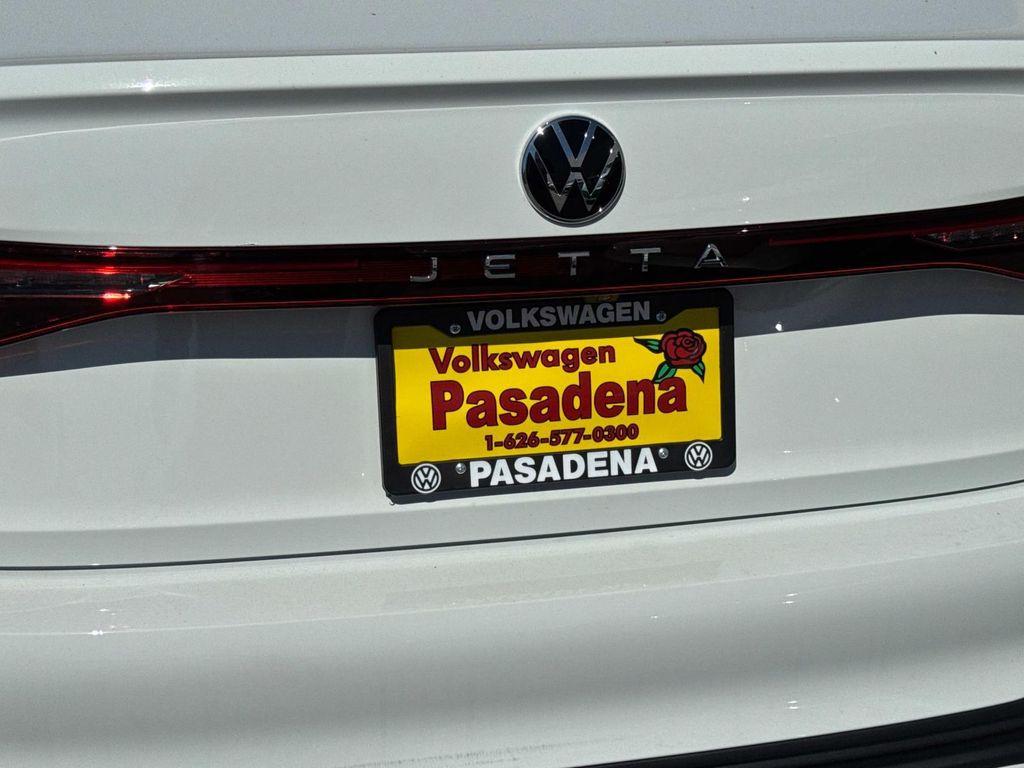 JETTA
VOLKSWAGEN
Volkswagen
Pasadena
1-626-577-0300
PASADENA